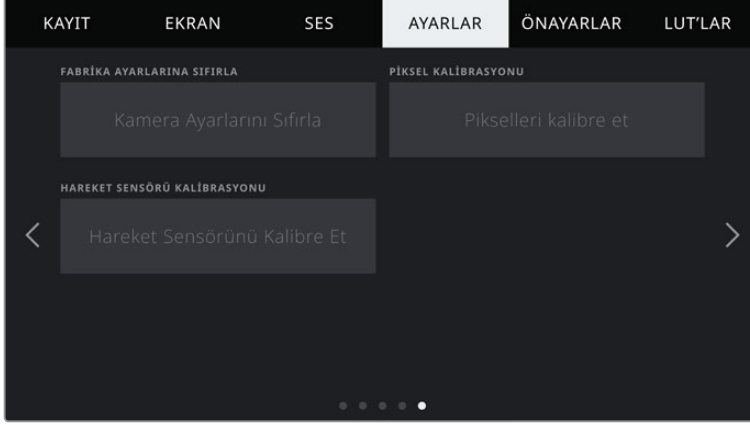 KAYIT EKRAN SES AYARLAR ÖNAYARLAR LUT'LAR
FABRİKA AYARLARINA SIFIRLA PİKSEL KALİBRASYONU
Kamera Ayarlarını Sıfırla Pikselleri kalibre et
HAREKET SENSÖRÜ KALİBRASYONU
Hareket Sensörünü Kalibre Et